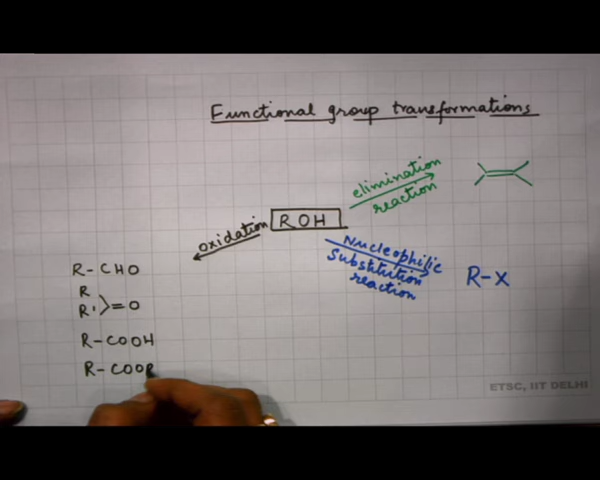 Functional group transformations
elimination
reaction
ROH
oxidation
Nucleophilic
Substitution
reaction
R-X
R-CHO
R
R' >=O
R-COOH
R-COOR
ETSC, IIT DELHI